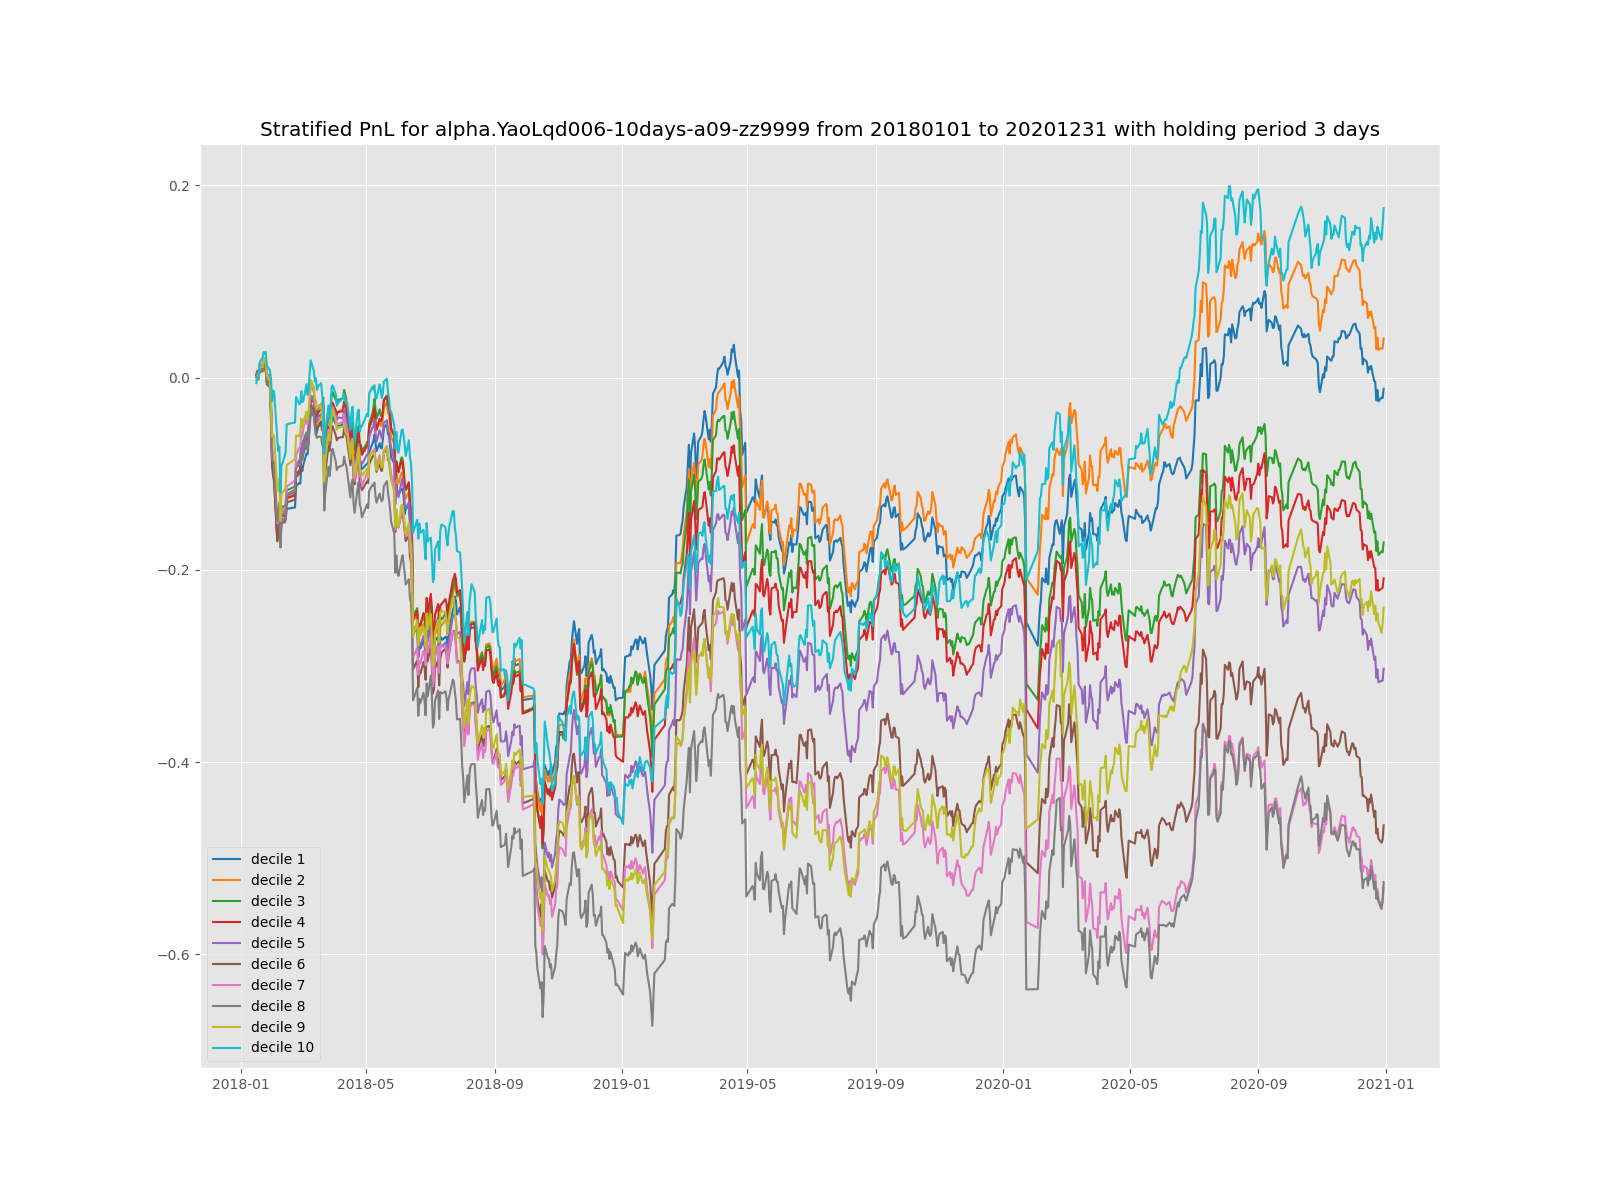 Stratified PnL for alpha.YaoLqd006-10days-a09-zz9999 from 20180101 to 20201231 with holding period 3 days
0.2
0.0
−0.2
−0.4
−0.6
decile 1
decile 2
decile 3
decile 4
decile 5
decile 6
decile 7
decile 8
decile 9
decile 10
2018-01 2018-05 2018-09 2019-01 2019-05 2019-09 2020-01 2020-05 2020-09 2021-01